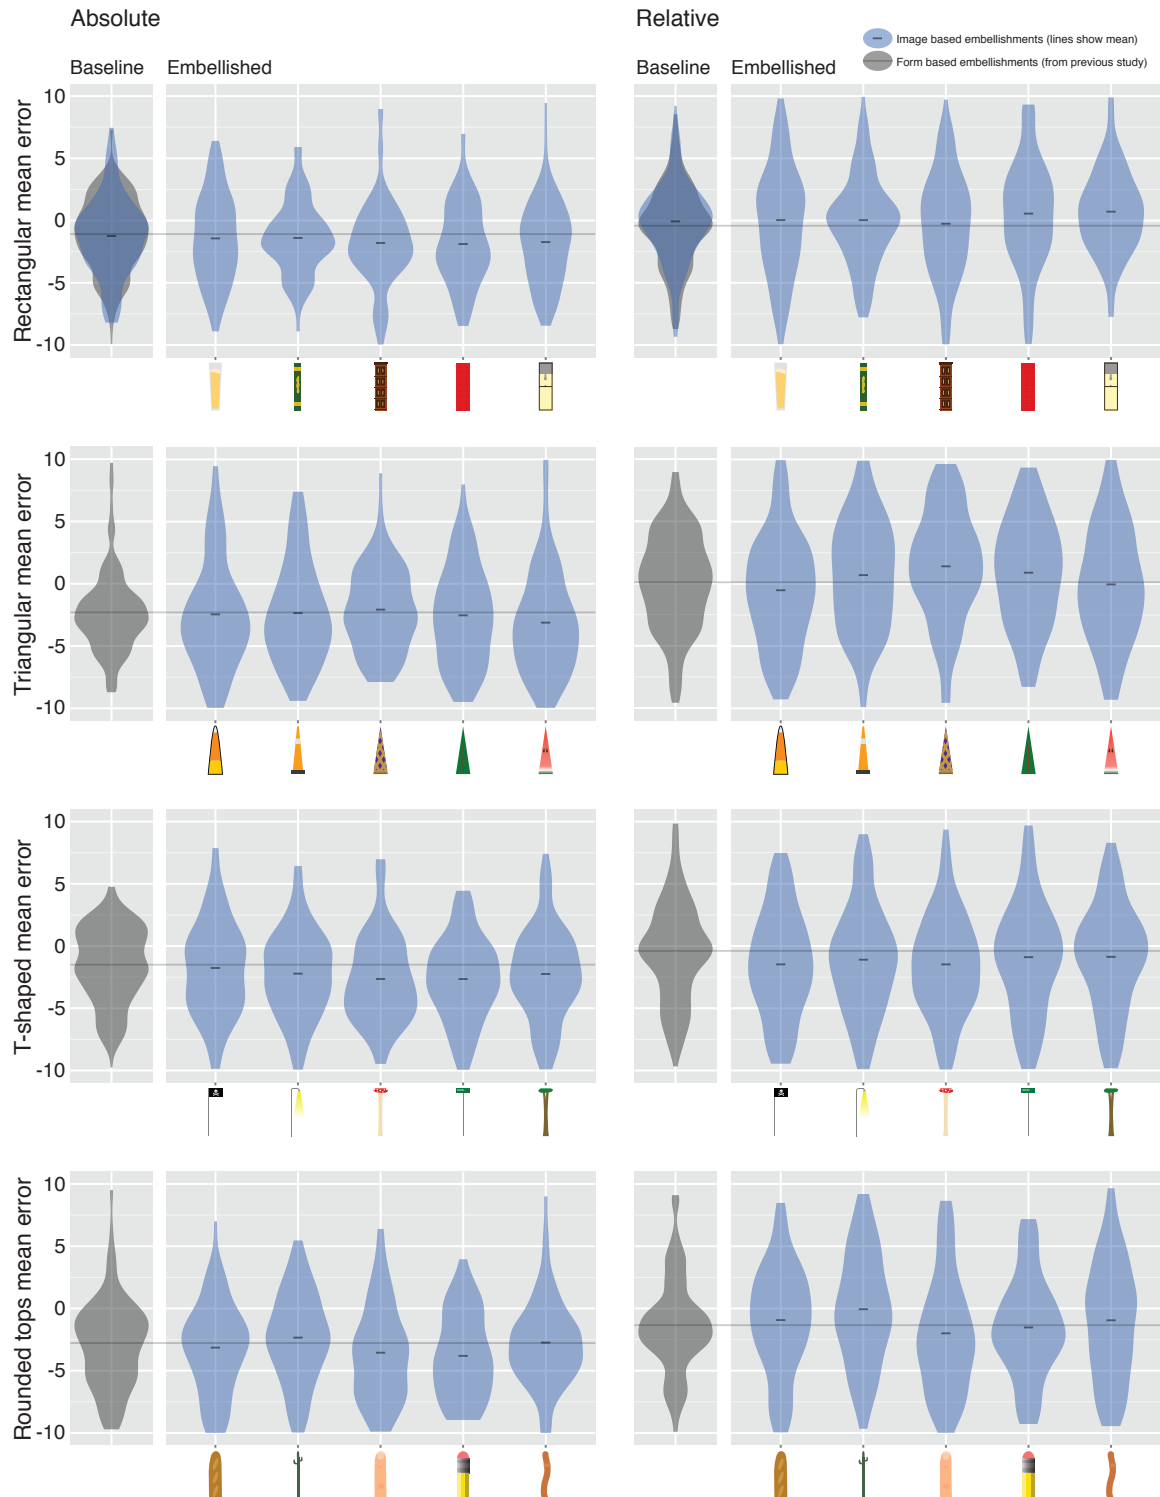 Absolute
Relative
Image based embellishments (lines show mean)
Form based embellishments (from previous study)
Baseline
Embellished
Baseline
Embellished
Rectangular mean error
10
5
0
-5
-10
Triangular mean error
10
5
0
-5
-10
T-shaped mean error
10
5
0
-5
-10
Rounded tops mean error
10
5
0
-5
-10